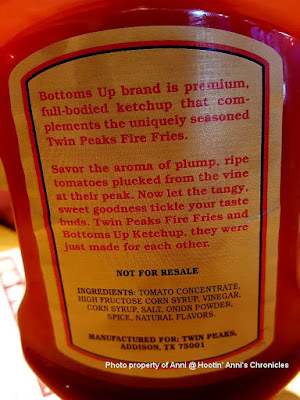 Bottoms Up brand is premium,
full-bodied ketchup that com-
plements the uniquely seasoned
Twin Peaks Fire Fries.
Savor the aroma of plump, ripe
tomatoes plucked from the vine
at their peak. Now let the tangy,
sweet goodness tickle your taste
buds. Twin Peaks Fire Fries and
Bottoms Up Ketchup, they were
just made for each other.
NOT FOR RESALE
INGREDIENTS: TOMATO CONCENTRATE,
HIGH FRUCTOSE CORN SYRUP, VINEGAR,
CORN SYRUP, SALT, ONION POWDER,
SPICE, NATURAL FLAVORS.
MANUFACTURED FOR: TWIN PEAKS,
ADDISON, TX 75001
Photo property of Anni @ Hootin' Anni's Chronicles